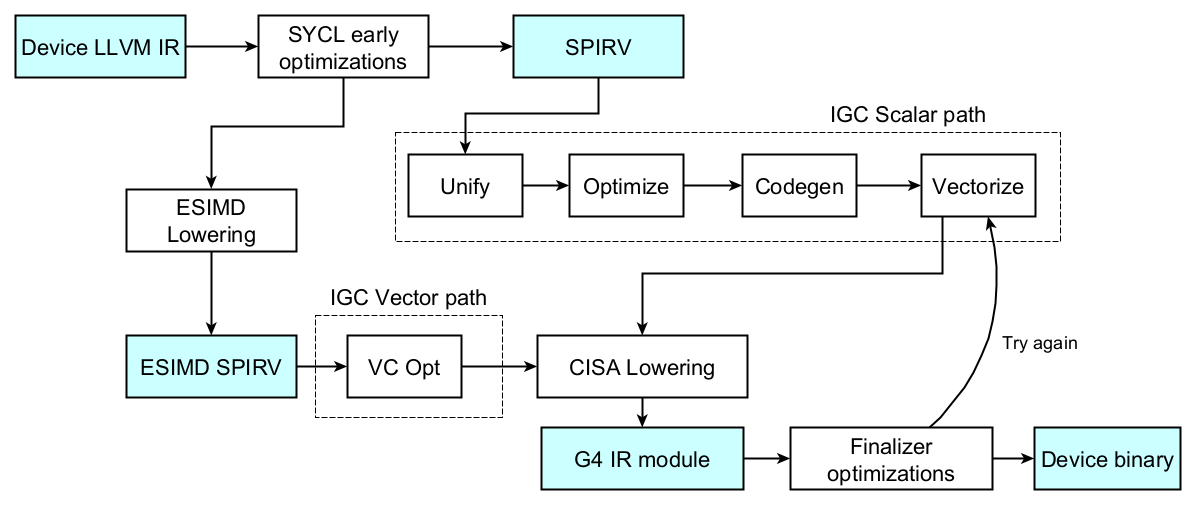 Device LLVM IR
SYCL early
optimizations
SPIRV
IGC Scalar path
Unify
Optimize
Codegen
Vectorize
ESIMD
Lowering
IGC Vector path
Try again
ESIMD SPIRV
VC Opt
CISA Lowering
G4 IR module
Finalizer
optimizations
Device binary